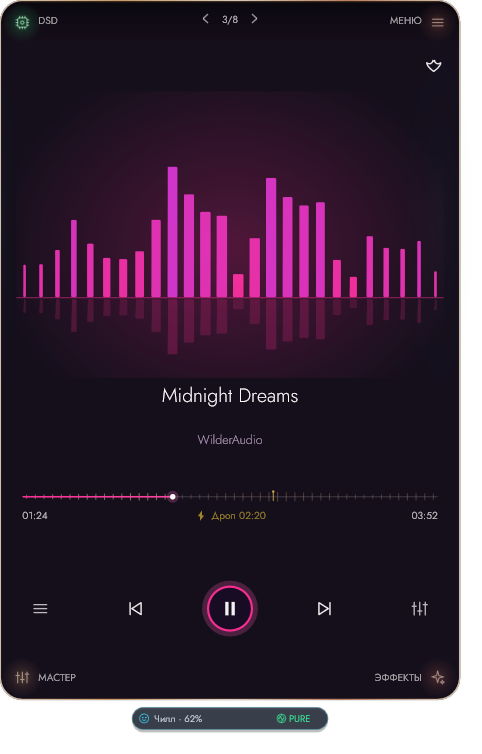 DSD 3/8 МЕНЮ
Midnight Dreams
WilderAudio
01:24 Дроп 02:20 03:52
МАСТЕР ЭФФЕКТЫ
Чилл · 62% PURE